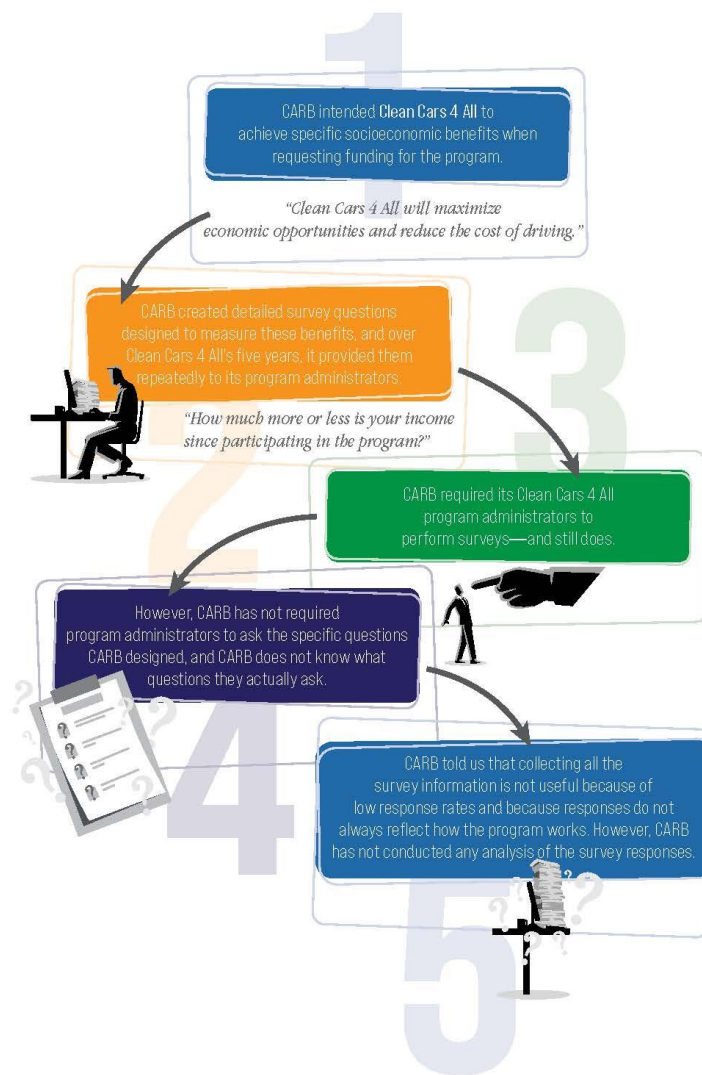 1
CARB intended Clean Cars 4 All to
achieve specific socioeconomic benefits when
requesting funding for the program.
“Clean Cars 4 All will maximize
economic opportunities and reduce the cost of driving.”
2
CARB created detailed survey questions
designed to measure these benefits, and over
Clean Cars 4 All's five years, it provided them
repeatedly to its program administrators.
“How much more or less is your income
since participating in the program?”
3
CARB required its Clean Cars 4 All
program administrators to
perform surveys—and still does.
4
However, CARB has not required
program administrators to ask the specific questions
CARB designed, and CARB does not know what
questions they actually ask.
5
CARB told us that collecting all the
survey information is not useful because of
low response rates and because responses do not
always reflect how the program works. However, CARB
has not conducted any analysis of the survey responses.